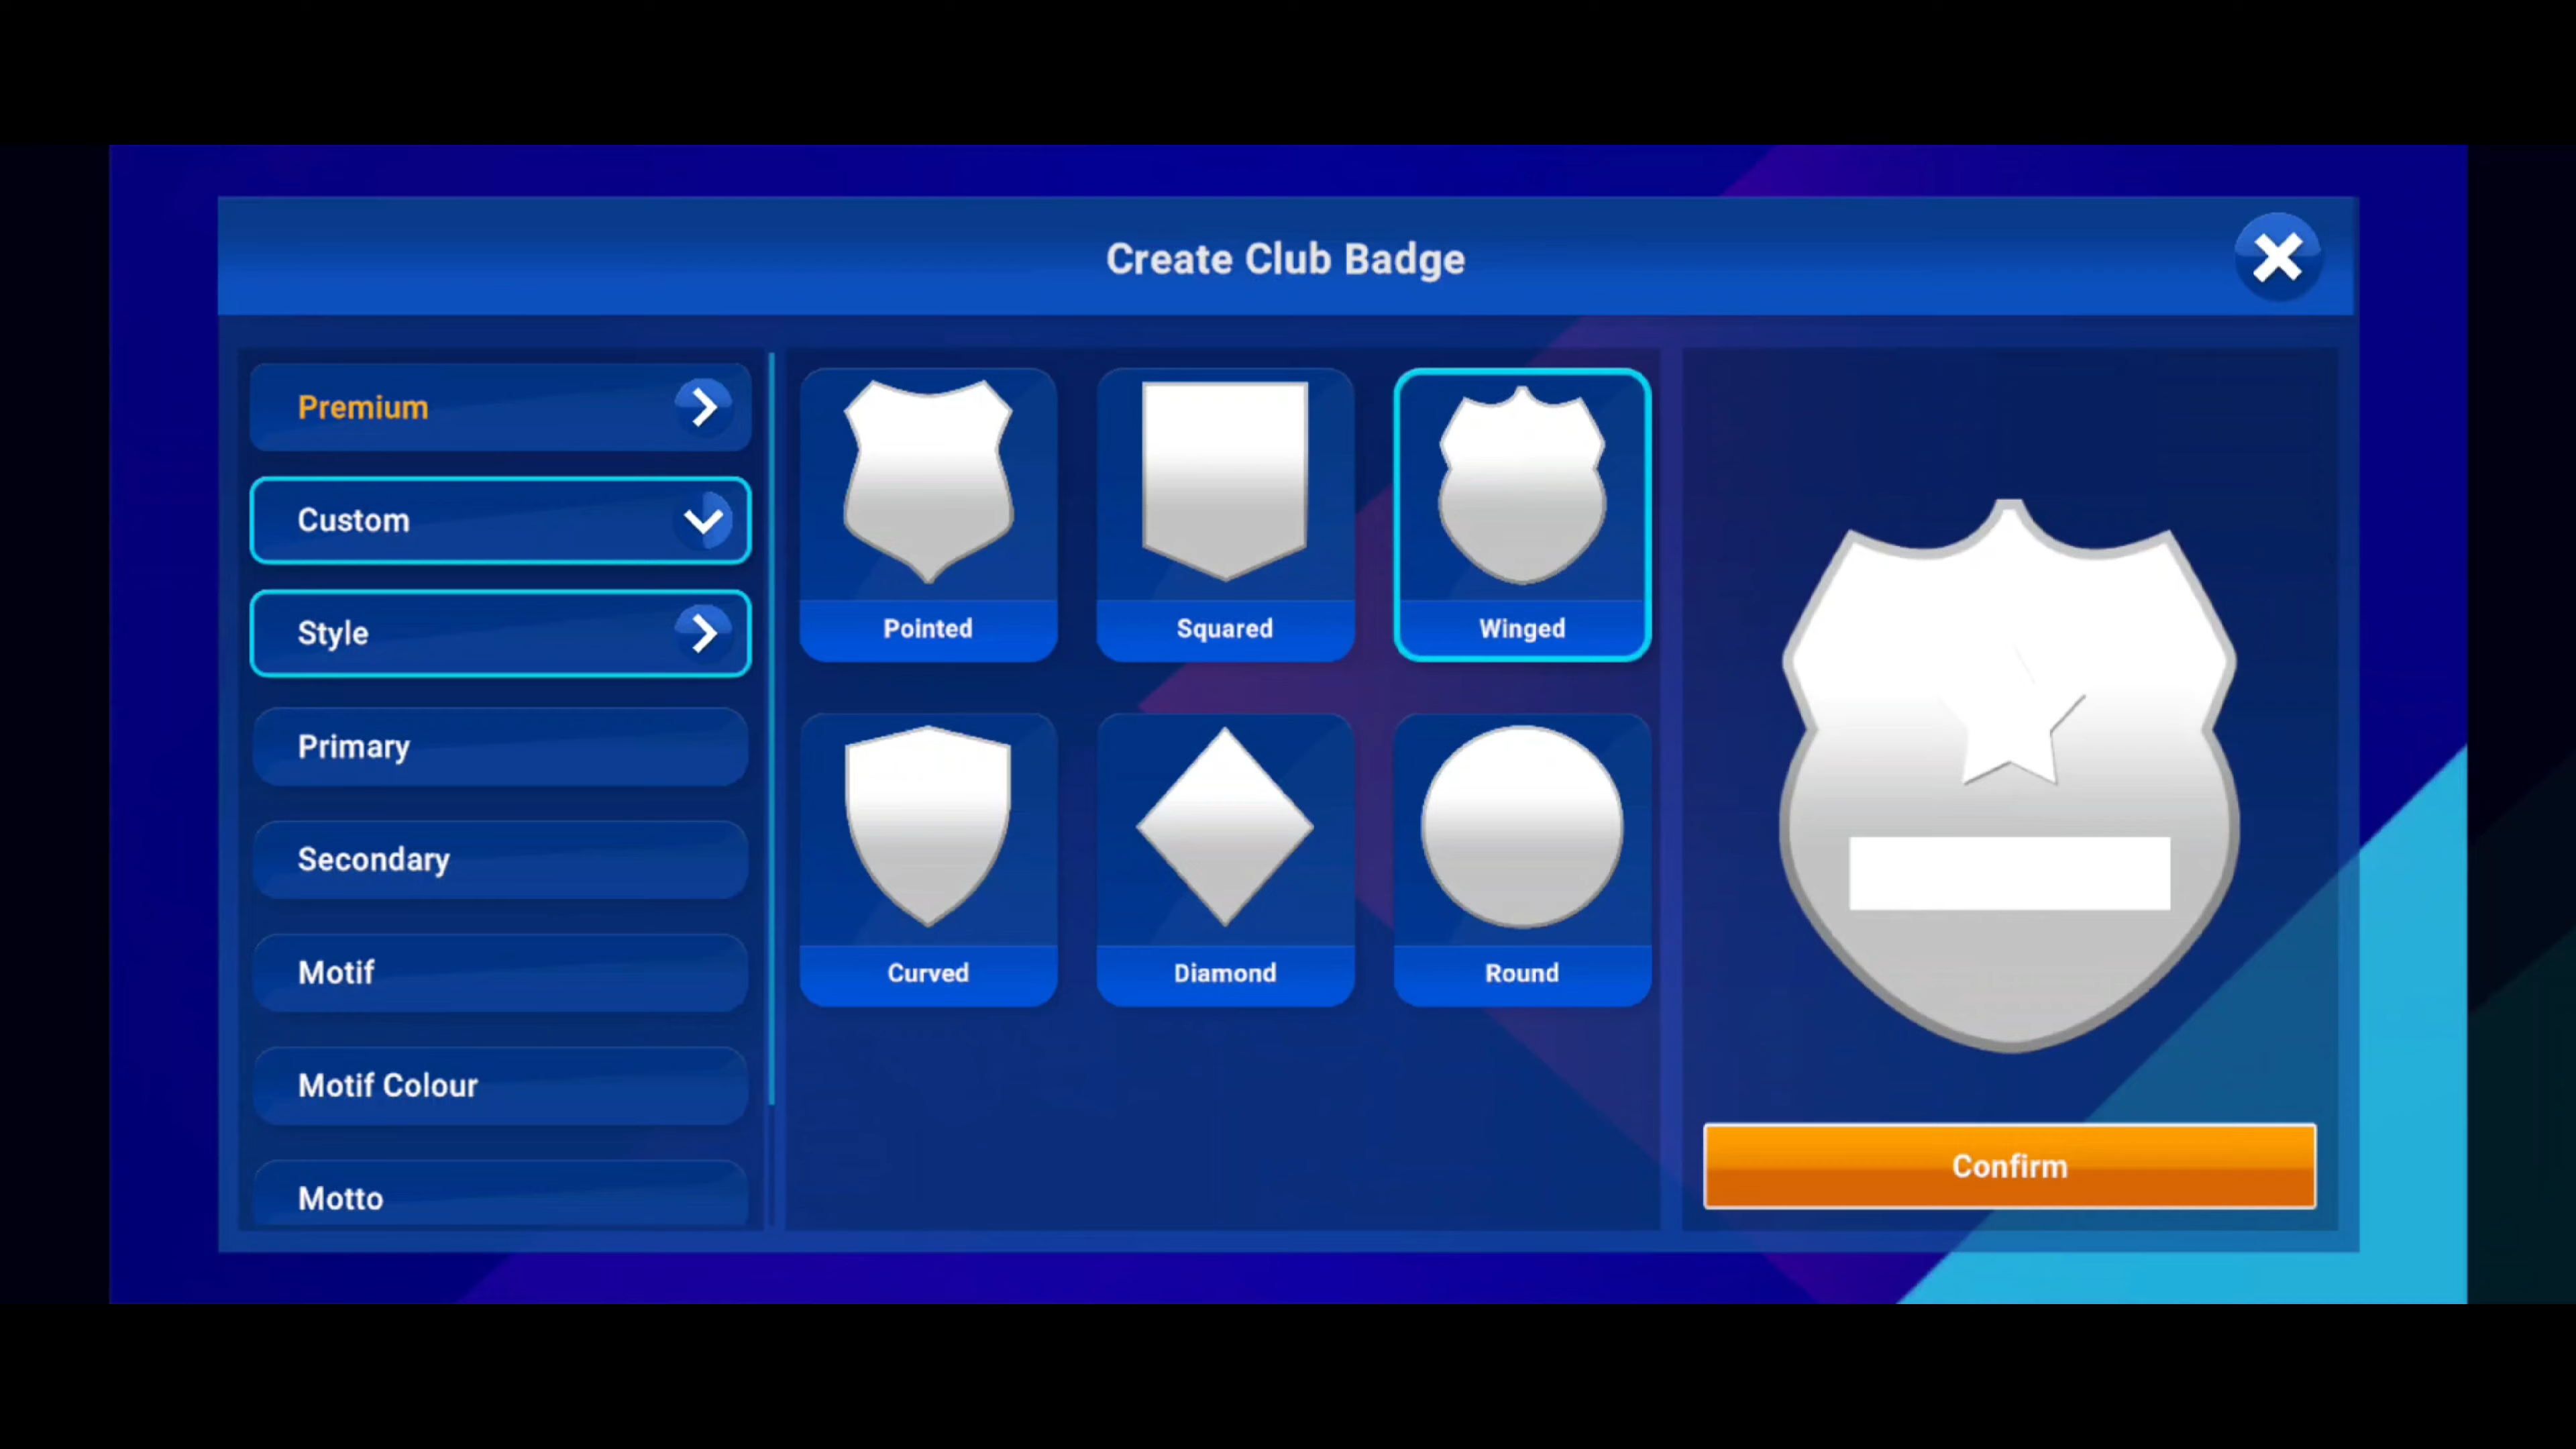 Create Club Badge
Premium
Custom
Style
Primary
Secondary
Motif
Motif Colour
Motto
Pointed
Squared
Winged
Curved
Diamond
Round
Confirm